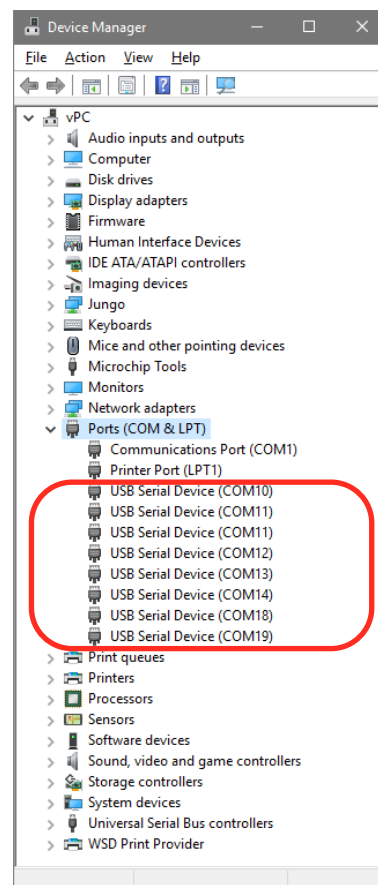 Device Manager
File Action View Help
vPC
Audio inputs and outputs
Computer
Disk drives
Display adapters
Firmware
Human Interface Devices
IDE ATA/ATAPI controllers
Imaging devices
Jungo
Keyboards
Mice and other pointing devices
Microchip Tools
Monitors
Network adapters
Ports (COM & LPT)
Communications Port (COM1)
Printer Port (LPT1)
USB Serial Device (COM10)
USB Serial Device (COM11)
USB Serial Device (COM11)
USB Serial Device (COM12)
USB Serial Device (COM13)
USB Serial Device (COM14)
USB Serial Device (COM18)
USB Serial Device (COM19)
Print queues
Printers
Processors
Sensors
Software devices
Sound, video and game controllers
Storage controllers
System devices
Universal Serial Bus controllers
WSD Print Provider